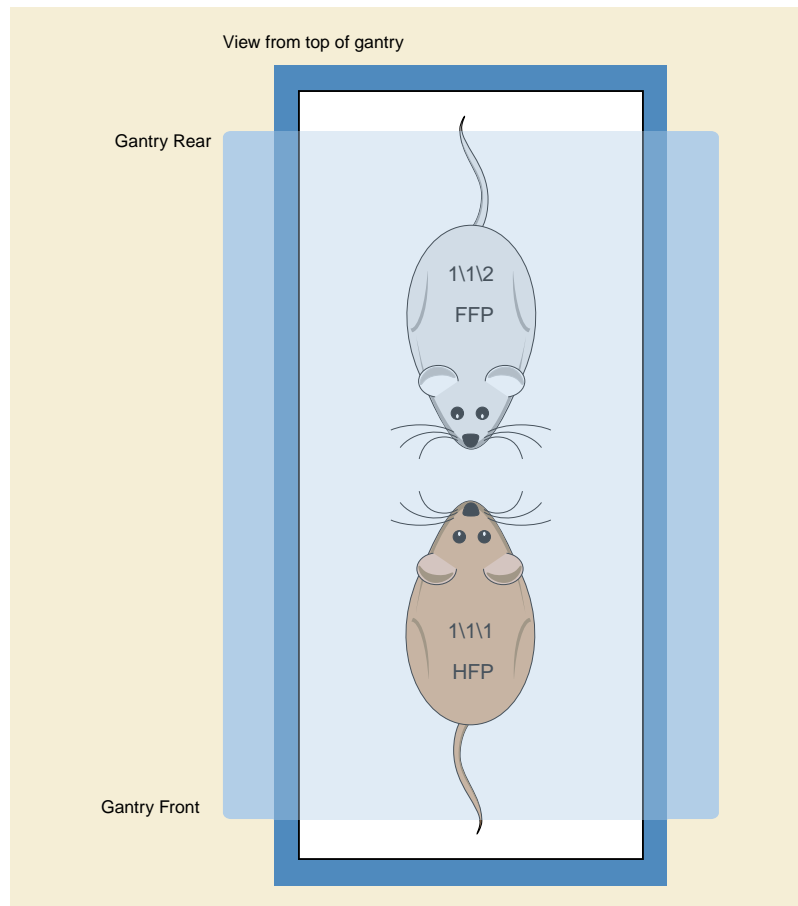 View from top of gantry
Gantry Rear
1\1\2
FFP
1\1\1
HFP
Gantry Front